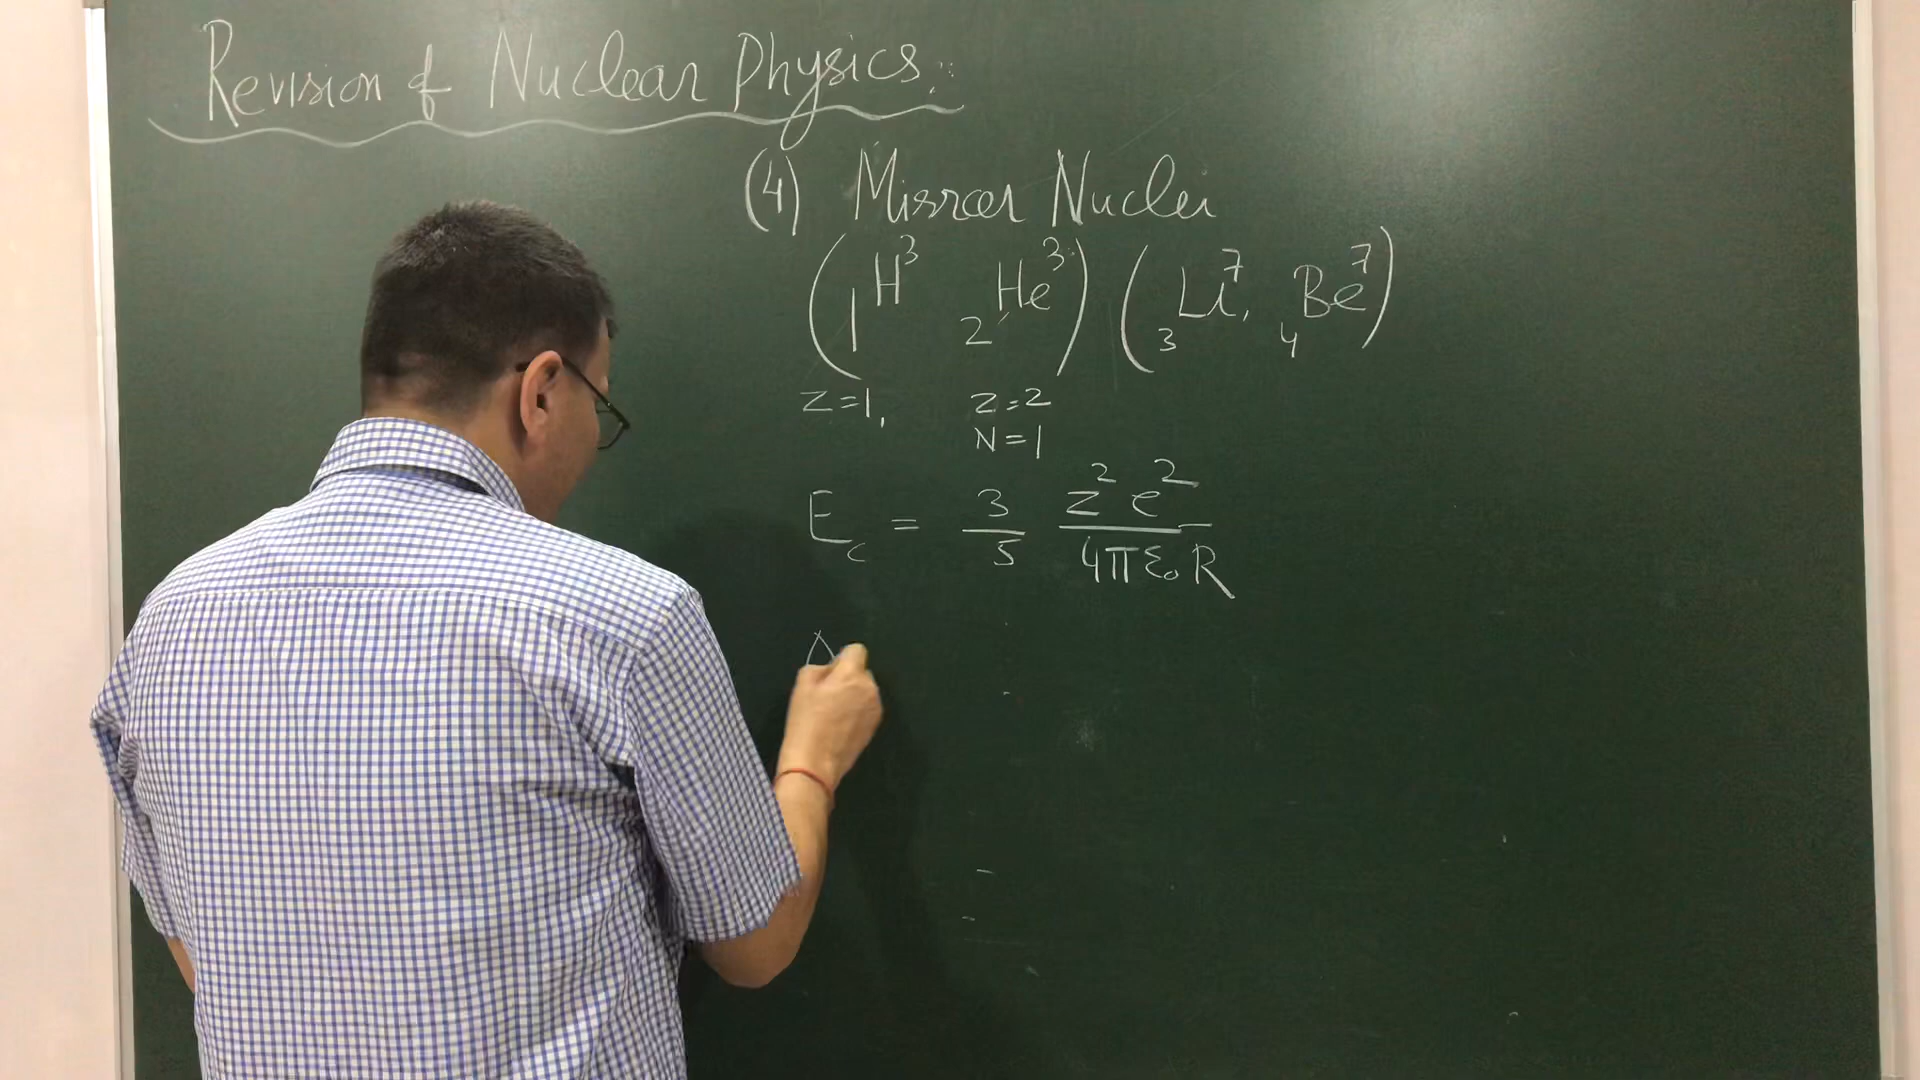 Revision of Nuclear Physics.
(4) Mirror Nuclei
(₁H³ ₂He³) (₃Li⁷, ₄Be⁷)
Z=1, Z=2
N=1
E_c = 3/5 Z²e²/4πε₀R
Δ